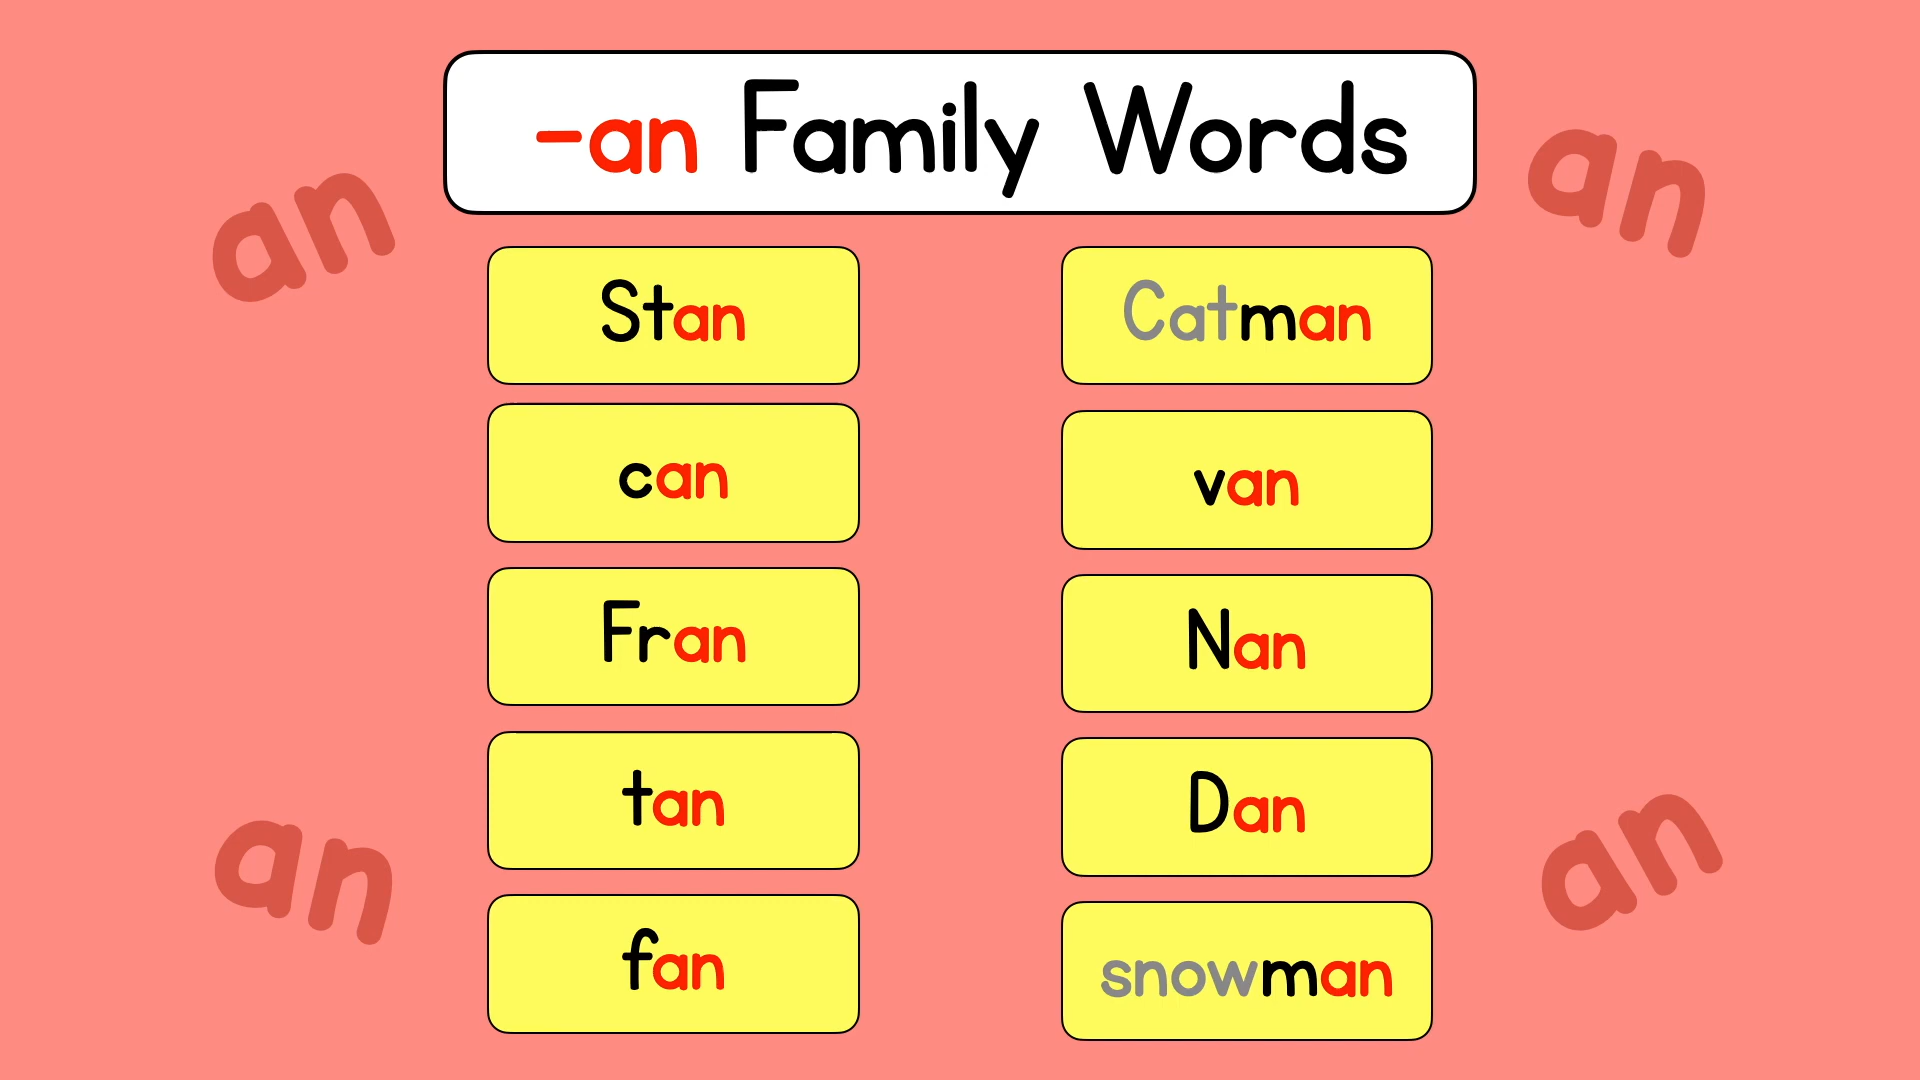 -an Family Words
an
an
Stan
Catman
can
van
Fran
Nan
tan
Dan
an
an
fan
snowman